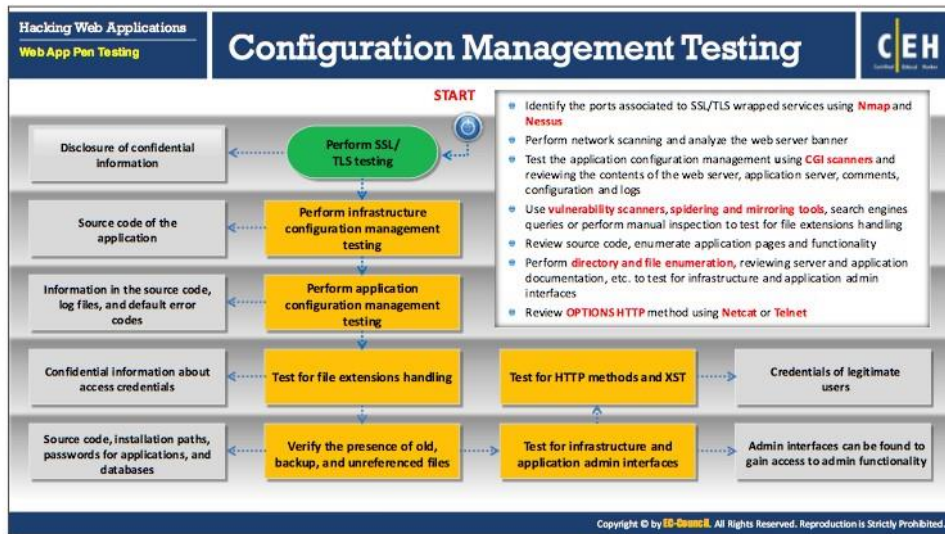 Hacking Web Applications
Web App Pen Testing
Configuration Management Testing
C|EH
START
Identify the ports associated to SSL/TLS wrapped services using Nmap and
Nessus
Perform network scanning and analyze the web server banner
Test the application configuration management using CGI scanners and
reviewing the contents of the web server, application server, comments,
configuration and logs
Use vulnerability scanners, spidering and mirroring tools, search engines
queries or perform manual inspection to test for file extensions handling
Review source code, enumerate application pages and functionality
Perform directory and file enumeration, reviewing server and application
documentation, etc. to test for infrastructure and application admin
interfaces
Review OPTIONS HTTP method using Netcat or Telnet
Disclosure of confidential
information
Perform SSL/
TLS testing
Source code of the
application
Perform infrastructure
configuration management
testing
Information in the source code,
log files, and default error
codes
Perform application
configuration management
testing
Confidential information about
access credentials
Test for file extensions handling
Test for HTTP methods and XST
Credentials of legitimate
users
Source code, installation paths,
passwords for applications, and
databases
Verify the presence of old,
backup, and unreferenced files
Test for infrastructure and
application admin interfaces
Admin interfaces can be found to
gain access to admin functionality
Copyright © by EC-Council. All Rights Reserved. Reproduction is Strictly Prohibited.